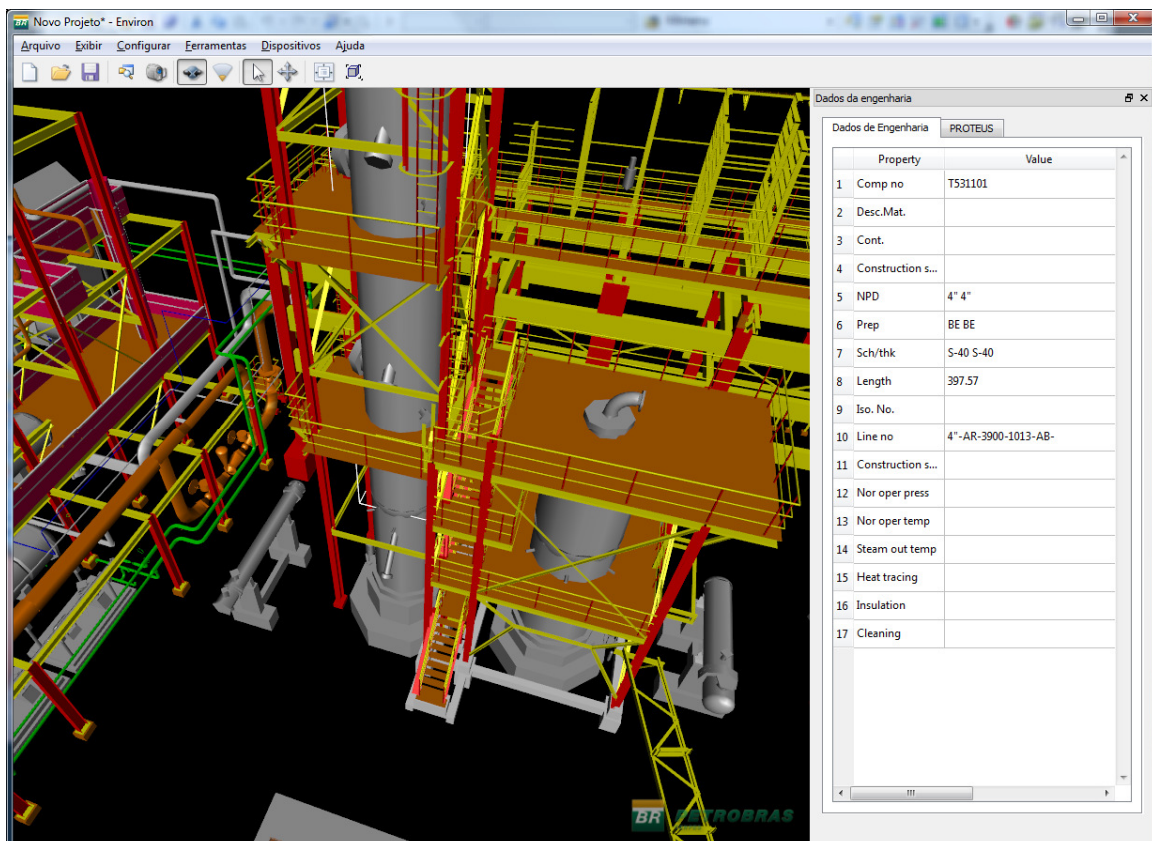 BR Novo Projeto* - Environ
Arquivo Exibir Configurar Ferramentas Dispositivos Ajuda
Dados da engenharia
Dados de Engenharia PROTEUS
Property Value
1 Comp no T531101
2 Desc.Mat.
3 Cont.
4 Construction s...
5 NPD 4" 4"
6 Prep BE BE
7 Sch/thk S-40 S-40
8 Length 397.57
9 Iso. No.
10 Line no 4"-AR-3900-1013-AB-
11 Construction s...
12 Nor oper press
13 Nor oper temp
14 Steam out temp
15 Heat tracing
16 Insulation
17 Cleaning
BR PETROBRAS